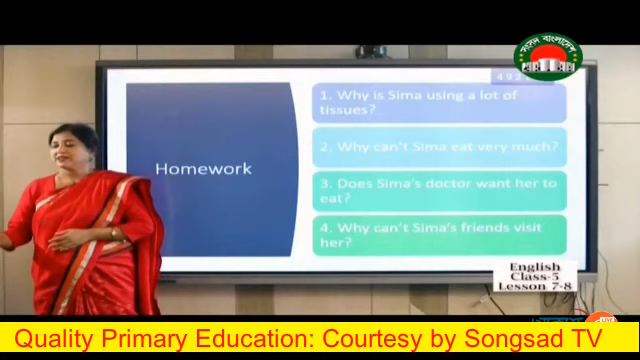 সংসদ বাংলাদেশ
Homework
1. Why is Sima using a lot of
tissues?
2. Why can't Sima eat very much?
3. Does Sima's doctor want her to
eat?
4. Why can't Sima's friends visit
her?
English
Class-5
Lesson 7-8
LIVE
Quality Primary Education: Courtesy by Songsad TV